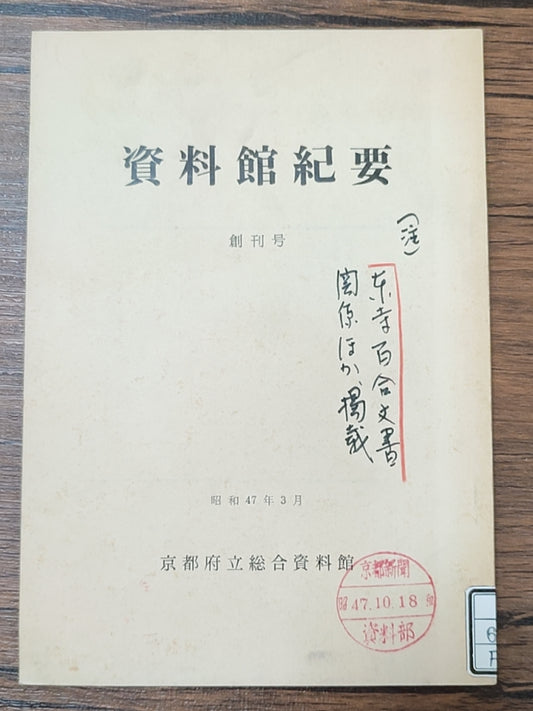 資料館紀要
創刊号
(注)
東寺百合文書
関係ほか、掲載
昭和47年3月
京都府立総合資料館
京都新聞
昭47.10.18
資料部
6